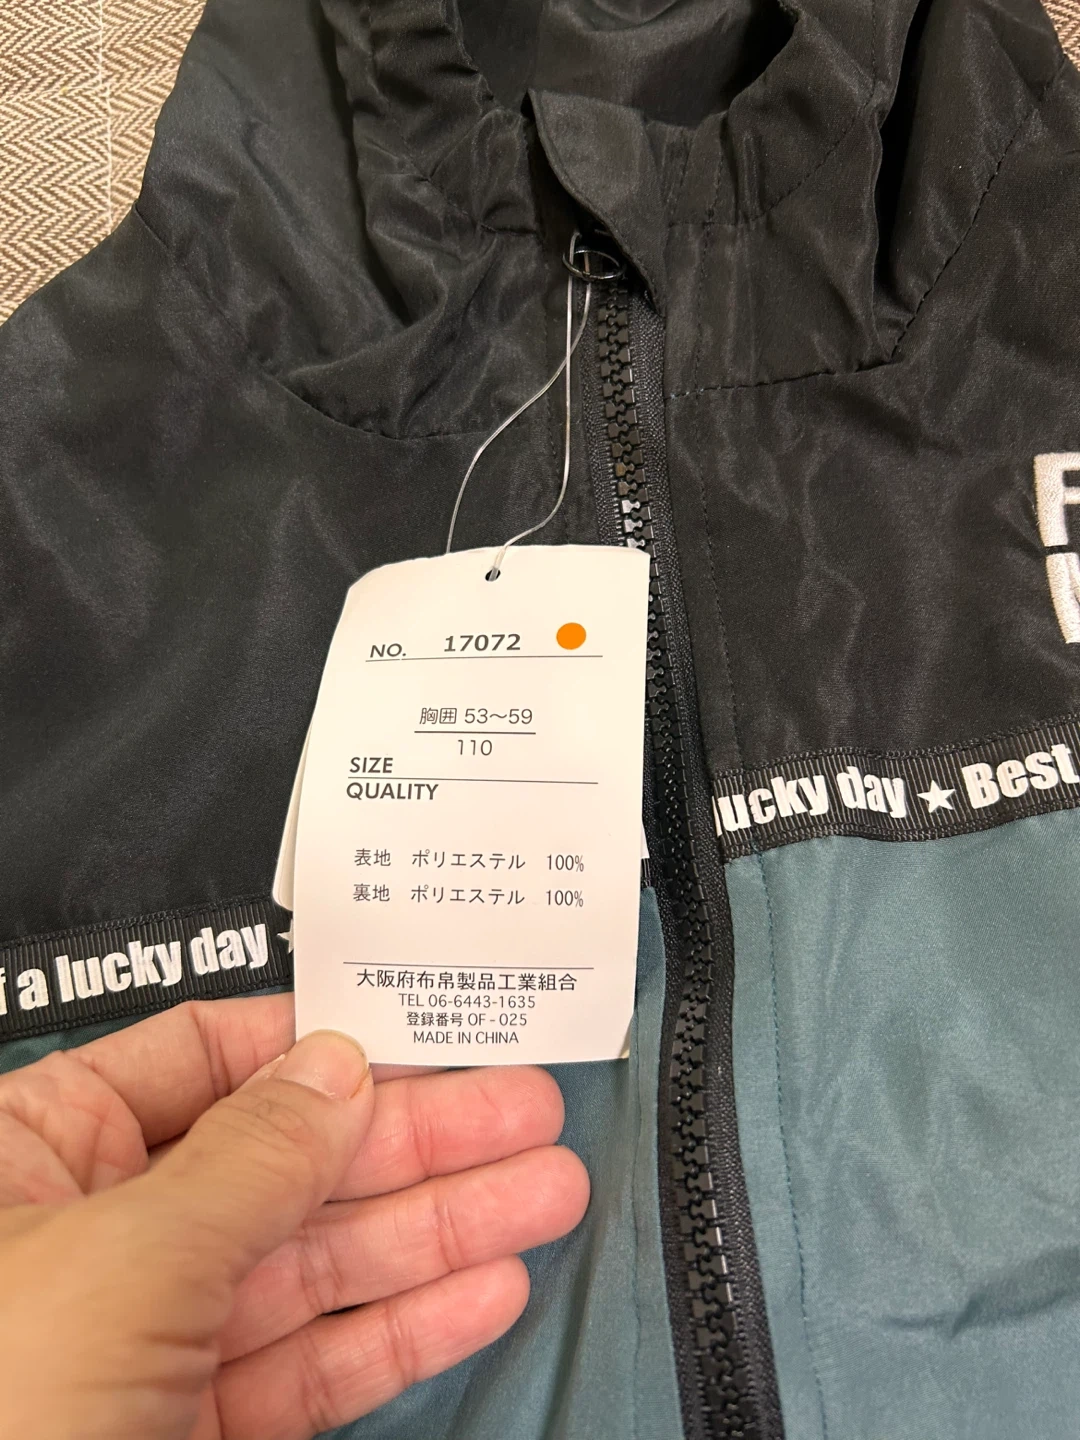 NO. 17072
胸囲 53〜59
110
SIZE
QUALITY
表地 ポリエステル 100%
裏地 ポリエステル 100%
大阪府布帛製品工業組合
TEL 06-6443-1635
登録番号 OF-025
MADE IN CHINA
lucky day ★ Best
f a lucky day